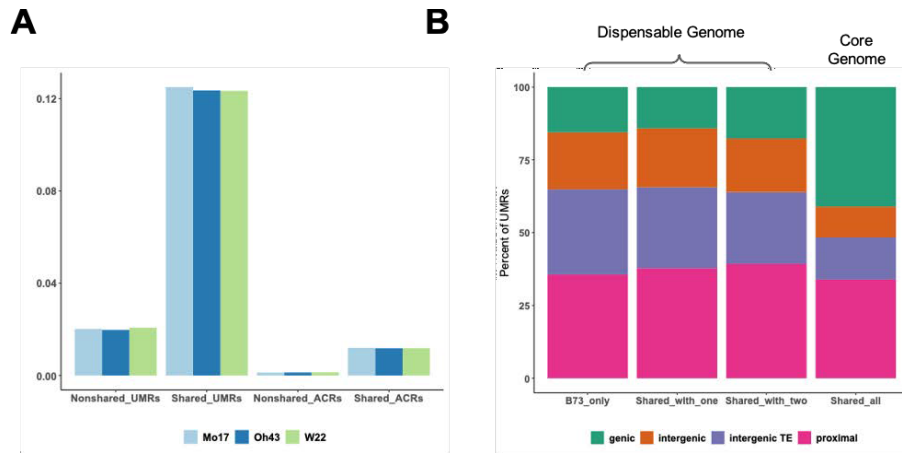 A
B
Dispensable Genome
Core
Genome
0.12
0.08
0.04
0.00
Nonshared_UMRs Shared_UMRs Nonshared_ACRs Shared_ACRs
Mo17 Oh43 W22
Percent of UMRs
100
75
50
25
0
B73_only Shared_with_one Shared_with_two Shared_all
genic intergenic intergenic TE proximal